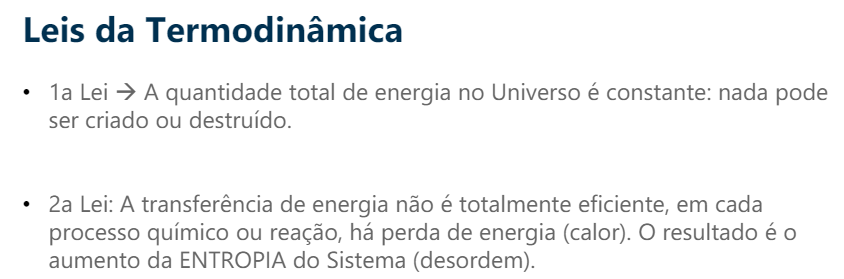 Leis da Termodinâmica
• 1a Lei → A quantidade total de energia no Universo é constante: nada pode
ser criado ou destruído.
• 2a Lei: A transferência de energia não é totalmente eficiente, em cada
processo químico ou reação, há perda de energia (calor). O resultado é o
aumento da ENTROPIA do Sistema (desordem).